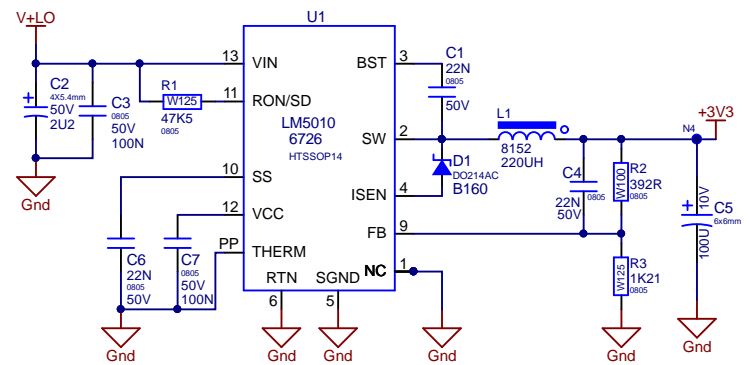 V+LO
U1
13
VIN
BST
3
C1
22N
0805
50V
C2
4X5.4mm
50V
2U2
C3
0805
50V
100N
R1
W125
47K5
0805
11
RON/SD
LM5010
6726
HTSSOP14
SW
2
L1
8152
220UH
+3V3
N4
D1
DO214AC
B160
ISEN
4
C4
0805
22N
50V
R2
392R
0805
W100
10V
C5
6x6mm
100U
10
SS
12
VCC
FB
9
PP
THERM
NC
1
R3
1K21
0805
W125
C6
22N
0805
50V
C7
0805
50V
100N
RTN
SGND
6
5
Gnd
Gnd
Gnd
Gnd
Gnd
Gnd
Gnd